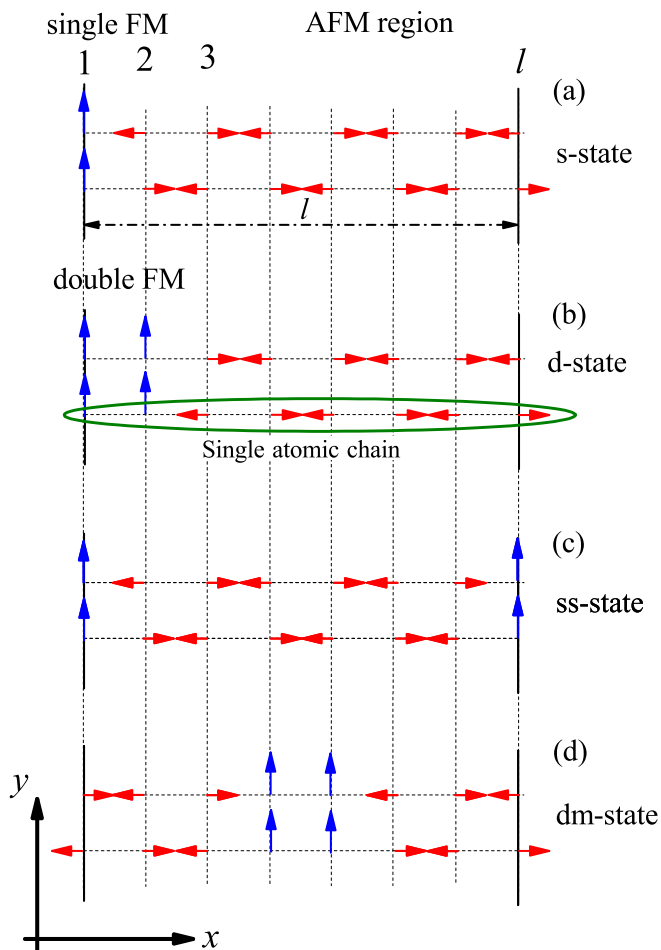 single FM
AFM region
1 2 3 l
(a)
s-state
l
double FM
(b)
d-state
Single atomic chain
(c)
ss-state
(d)
dm-state
y
x